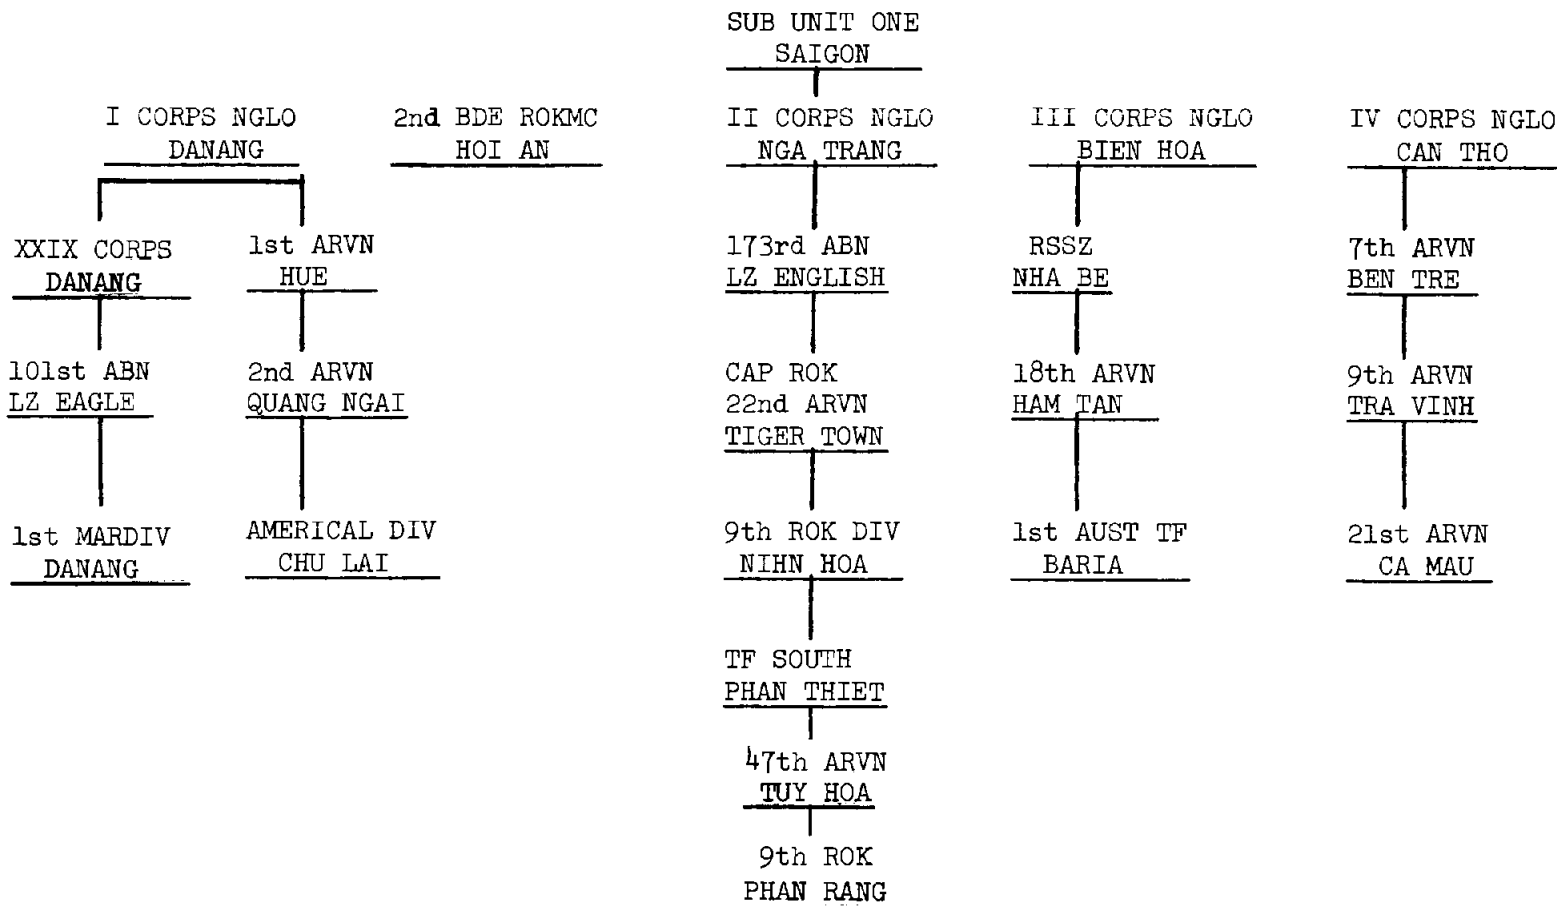 SUB UNIT ONE
SAIGON
I CORPS NGLO
DANANG
2nd BDE ROKMC
HOI AN
II CORPS NGLO
NGA TRANG
III CORPS NGLO
BIEN HOA
IV CORPS NGLO
CAN THO
XXIX CORPS
DANANG
1st ARVN
HUE
173rd ABN
LZ ENGLISH
RSSZ
NHA BE
7th ARVN
BEN TRE
101st ABN
LZ EAGLE
2nd ARVN
QUANG NGAI
CAP ROK
22nd ARVN
TIGER TOWN
18th ARVN
HAM TAN
9th ARVN
TRA VINH
1st MARDIV
DANANG
AMERICAL DIV
CHU LAI
9th ROK DIV
NIHN HOA
1st AUST TF
BARIA
21st ARVN
CA MAU
TF SOUTH
PHAN THIET
47th ARVN
TUY HOA
9th ROK
PHAN RANG